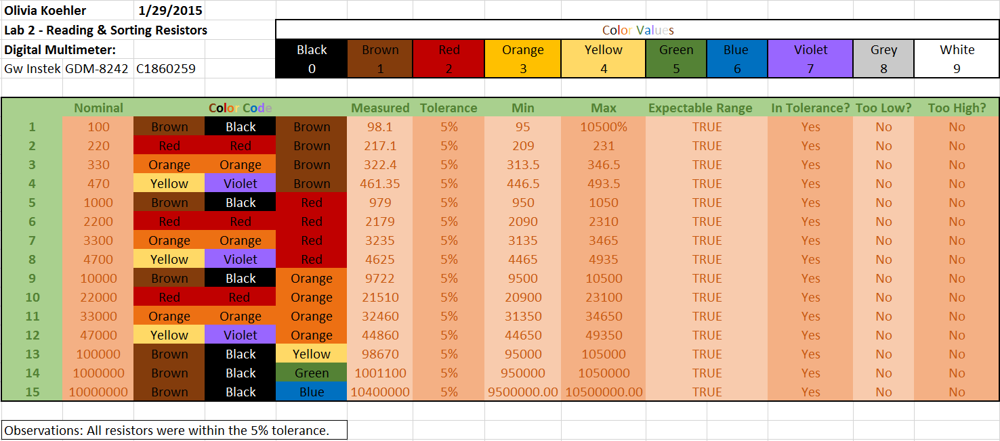 Olivia Koehler 1/29/2015
Lab 2 - Reading & Sorting Resistors
Color Values
Digital Multimeter:
Black Brown Red Orange Yellow Green Blue Violet Grey White
Gw Instek GDM-8242 C1860259
0 1 2 3 4 5 6 7 8 9
Nominal Color Code Measured Tolerance Min Max Expectable Range In Tolerance? Too Low? Too High?
1 100 Brown Black Brown 98.1 5% 95 10500% TRUE Yes No No
2 220 Red Red Brown 217.1 5% 209 231 TRUE Yes No No
3 330 Orange Orange Brown 322.4 5% 313.5 346.5 TRUE Yes No No
4 470 Yellow Violet Brown 461.35 5% 446.5 493.5 TRUE Yes No No
5 1000 Brown Black Red 979 5% 950 1050 TRUE Yes No No
6 2200 Red Red Red 2179 5% 2090 2310 TRUE Yes No No
7 3300 Orange Orange Red 3235 5% 3135 3465 TRUE Yes No No
8 4700 Yellow Violet Red 4625 5% 4465 4935 TRUE Yes No No
9 10000 Brown Black Orange 9722 5% 9500 10500 TRUE Yes No No
10 22000 Red Red Orange 21510 5% 20900 23100 TRUE Yes No No
11 33000 Orange Orange Orange 32460 5% 31350 34650 TRUE Yes No No
12 47000 Yellow Violet Orange 44860 5% 44650 49350 TRUE Yes No No
13 100000 Brown Black Yellow 98670 5% 95000 105000 TRUE Yes No No
14 1000000 Brown Black Green 1001100 5% 950000 1050000 TRUE Yes No No
15 10000000 Brown Black Blue 10400000 5% 9500000.00 10500000.00 TRUE Yes No No
Observations: All resistors were within the 5% tolerance.